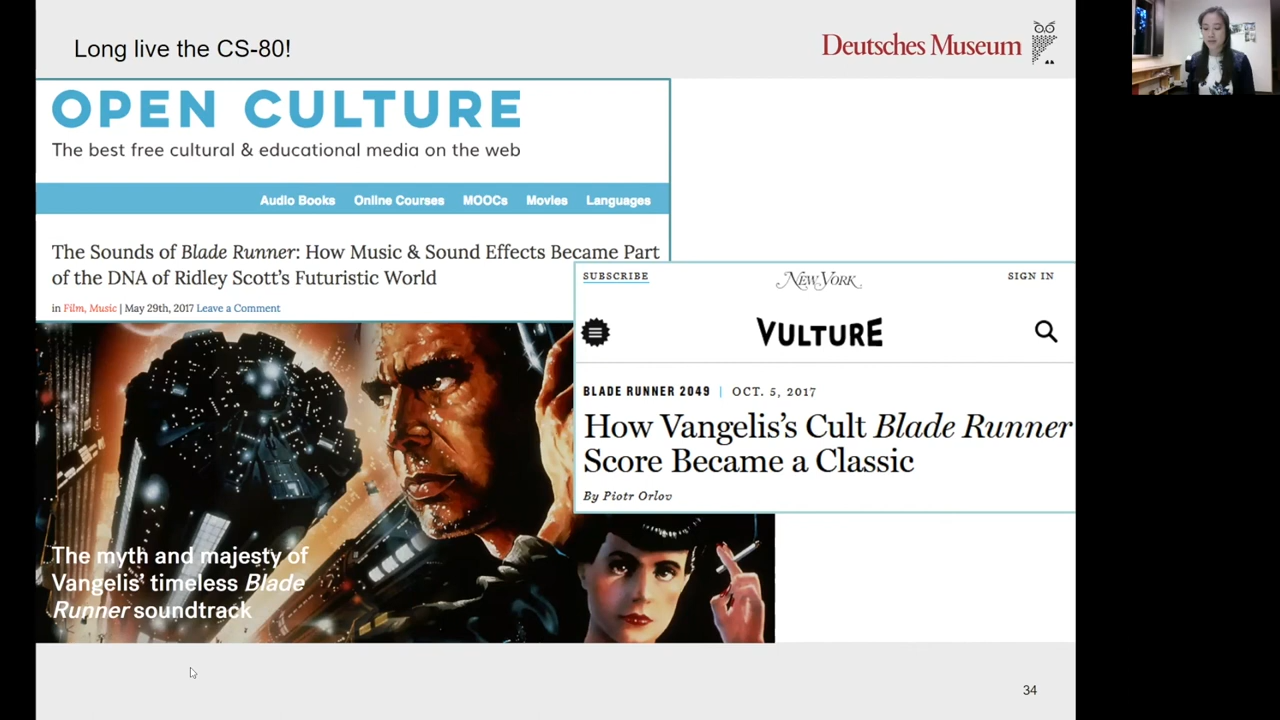 Long live the CS-80!
Deutsches Museum
OPEN CULTURE
The best free cultural & educational media on the web
Audio Books Online Courses MOOCs Movies Languages
The Sounds of Blade Runner: How Music & Sound Effects Became Part
of the DNA of Ridley Scott's Futuristic World
in Film, Music | May 29th, 2017 Leave a Comment
SUBSCRIBE NEW YORK SIGN IN
VULTURE
BLADE RUNNER 2049 | OCT. 5, 2017
How Vangelis's Cult Blade Runner
Score Became a Classic
By Piotr Orlov
The myth and majesty of
Vangelis' timeless Blade
Runner soundtrack
34